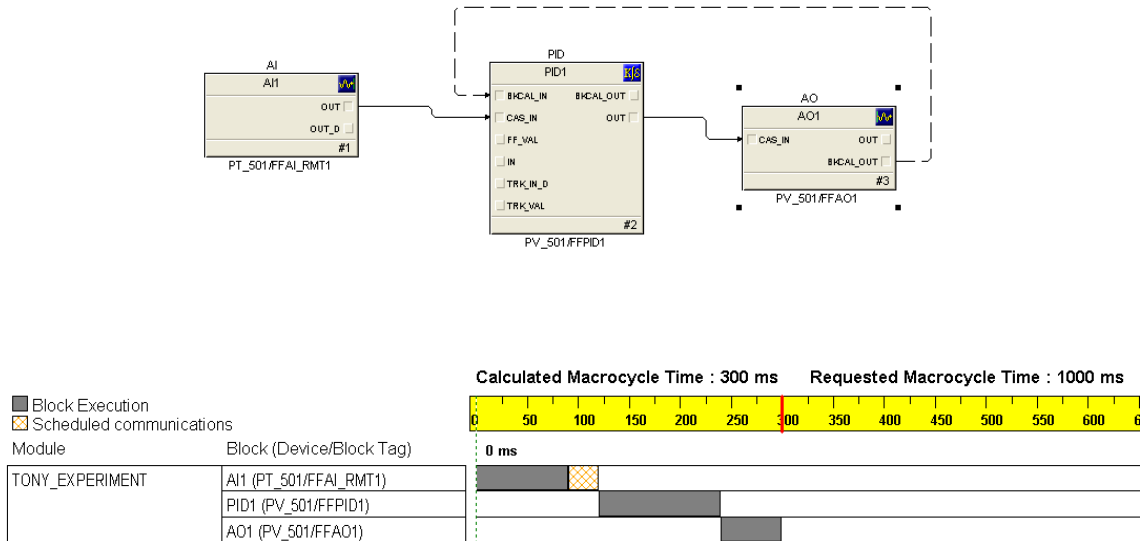 AI
AI1
OUT
OUT_D
#1
PT_501/FFAI_RMT1
PID
PID1
BKCAL_IN BKCAL_OUT
CAS_IN OUT
FF_VAL
IN
TRK_IN_D
TRK_VAL
#2
PV_501/FFPID1
AO
AO1
CAS_IN OUT
BKCAL_OUT
#3
PV_501/FFAO1
Calculated Macrocycle Time : 300 ms Requested Macrocycle Time : 1000 ms
Block Execution
Scheduled communications
0 50 100 150 200 250 300 350 400 450 500 550 600
Module Block (Device/Block Tag) 0 ms
TONY_EXPERIMENT AI1 (PT_501/FFAI_RMT1)
PID1 (PV_501/FFPID1)
AO1 (PV_501/FFAO1)